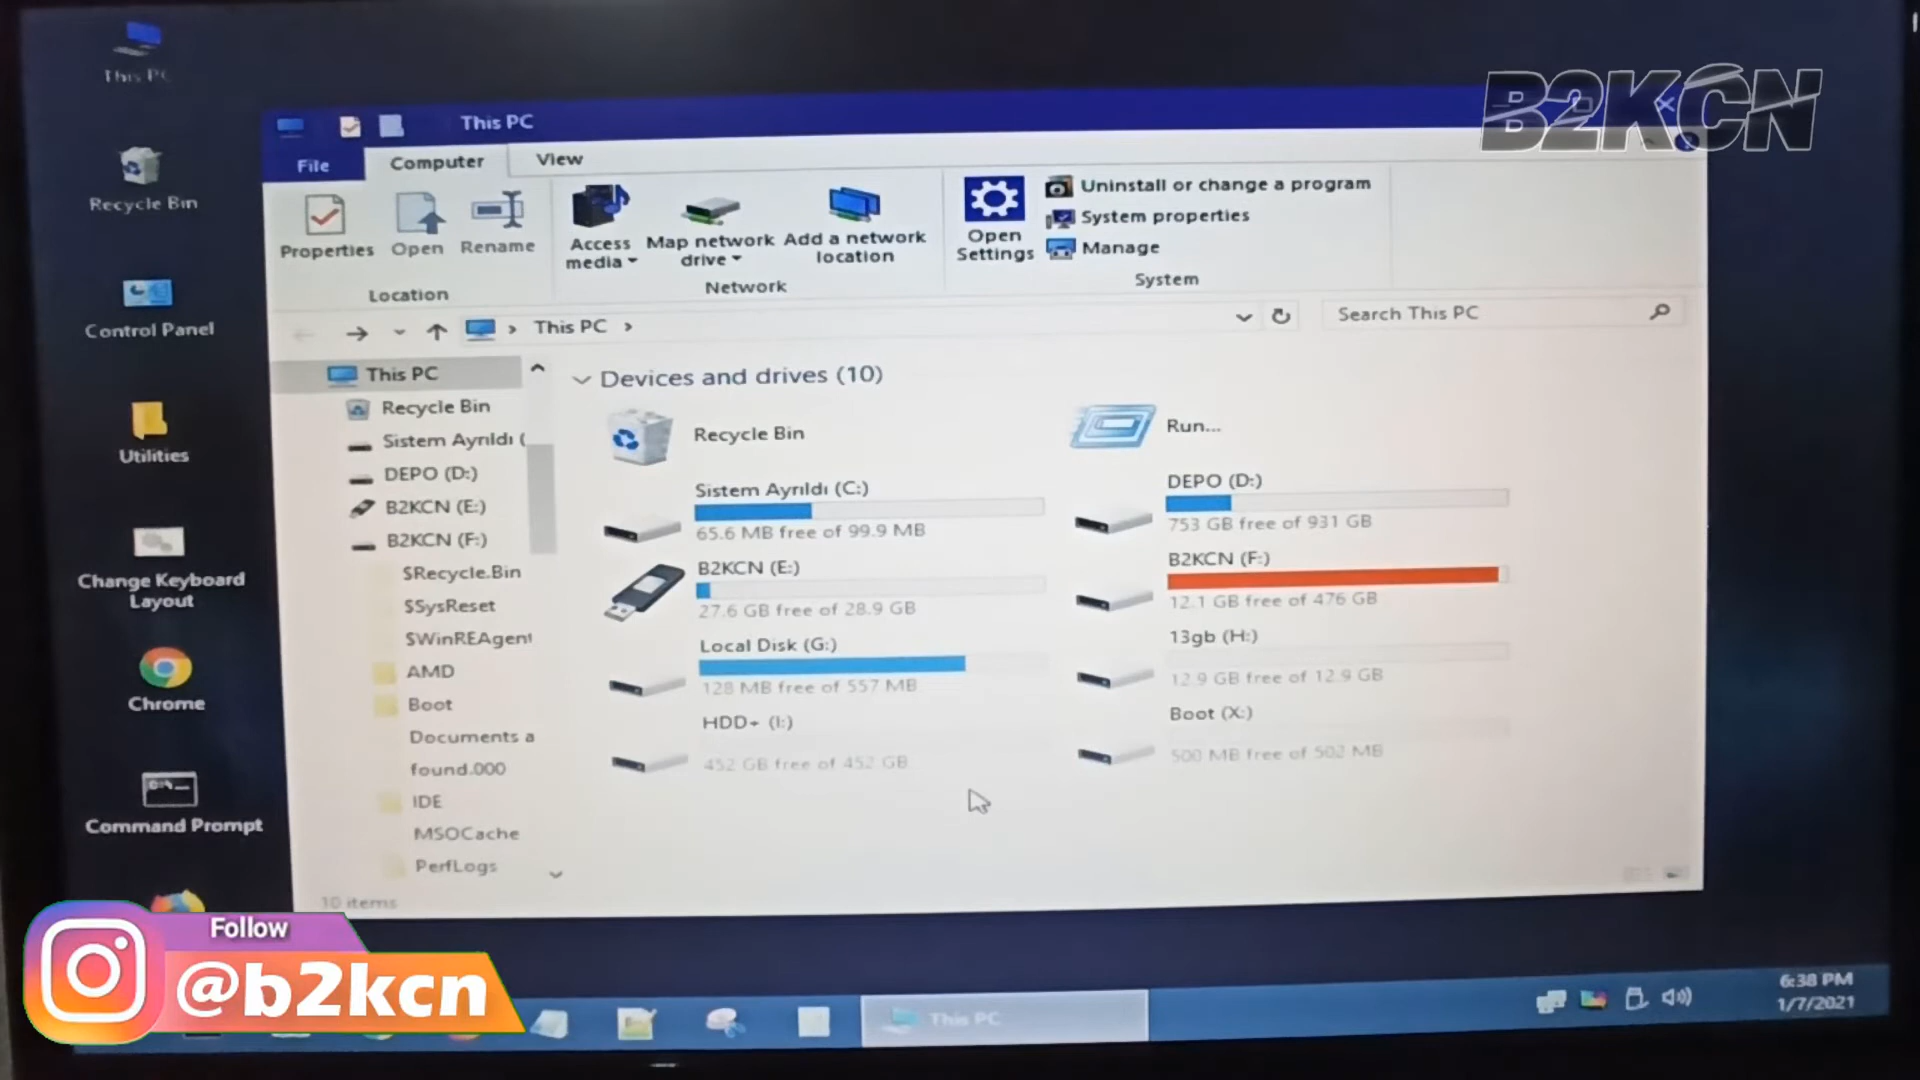 This PC
B2KCN
This PC
File
Computer
View
Recycle Bin
Properties
Open
Rename
Access
media
Map network
drive
Add a network
location
Open
Settings
Uninstall or change a program
System properties
Manage
Location
Network
System
Control Panel
This PC
Search This PC
This PC
Devices and drives (10)
Recycle Bin
Recycle Bin
Run...
Sistem Ayrıldı (
Utilities
DEPO (D:)
Sistem Ayrıldı (C:)
65.6 MB free of 99.9 MB
DEPO (D:)
753 GB free of 931 GB
B2KCN (E:)
B2KCN (F:)
B2KCN (E:)
27.6 GB free of 28.9 GB
B2KCN (F:)
12.1 GB free of 476 GB
Change Keyboard
Layout
$Recycle.Bin
$SysReset
$WinREAgent
Local Disk (G:)
128 MB free of 557 MB
13gb (H:)
12.9 GB free of 12.9 GB
Chrome
AMD
Boot
Documents a
found.000
HDD+ (I:)
452 GB free of 452 GB
Boot (X:)
500 MB free of 502 MB
Command Prompt
IDE
MSOCache
PerfLogs
10 items
Follow
@b2kcn
This PC
6:38 PM
1/7/2021